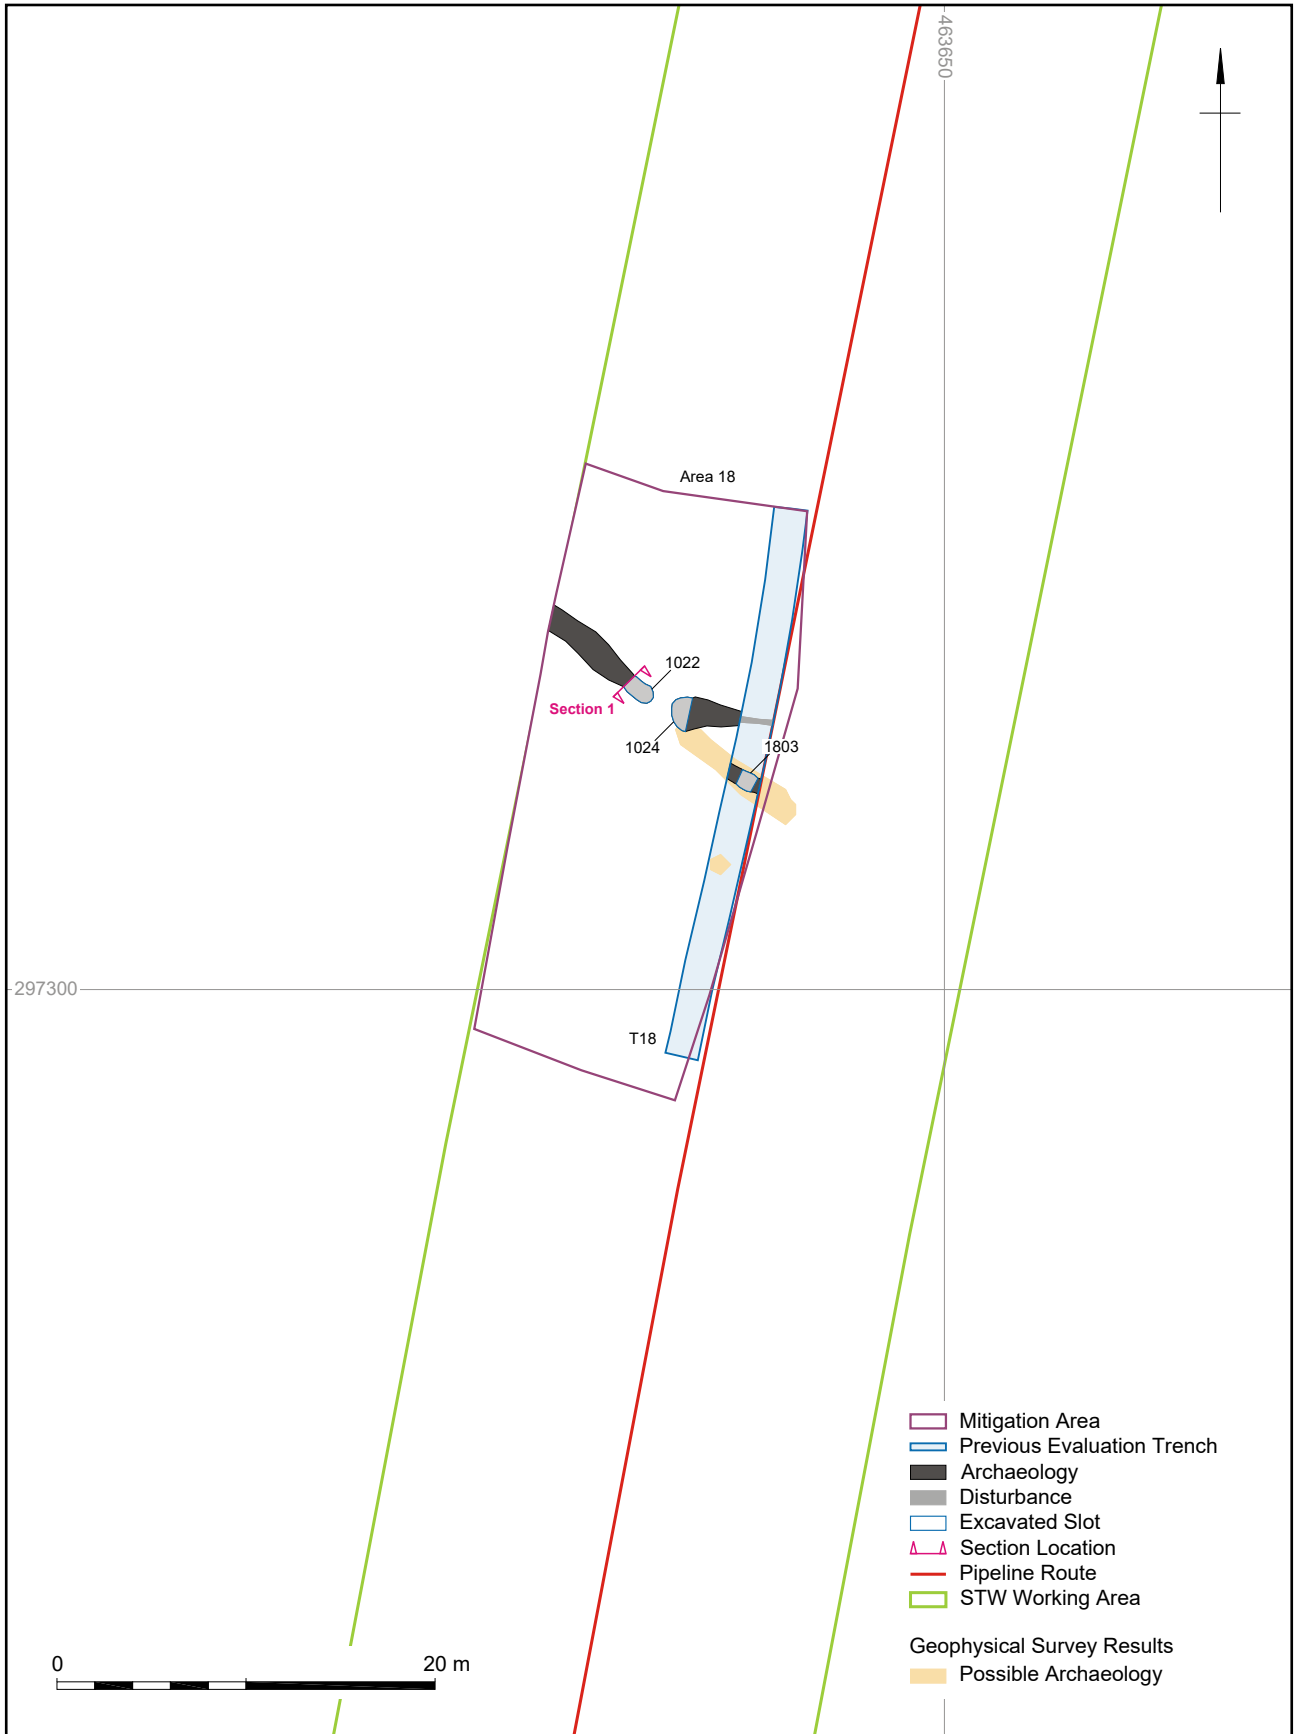 463650
Area 18
1022
Section 1
1024
1803
297300
T18
Mitigation Area
Previous Evaluation Trench
Archaeology
Disturbance
Excavated Slot
Section Location
Pipeline Route
STW Working Area
Geophysical Survey Results
Possible Archaeology
0 20 m